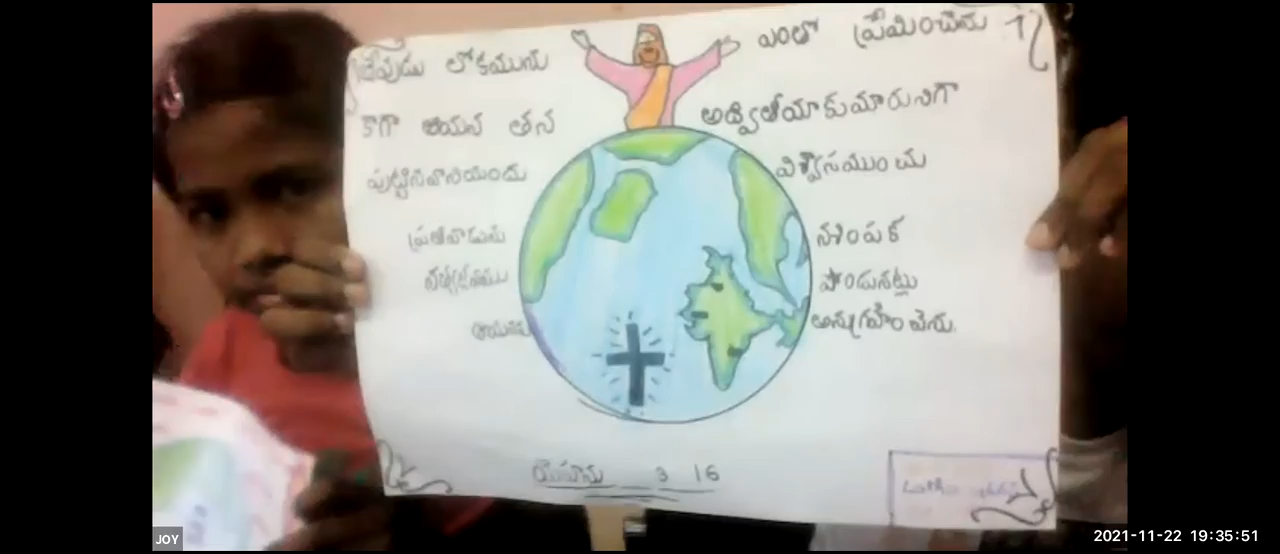 దేవుడు లోకమును ఎంతో ప్రేమించెను
కాగా ఆయన తన అద్వితీయాకుమారునిగా
పుట్టినవానియందు విశ్వాసముంచు
ప్రతివాడును నశింపక
నిత్యజీవము పొందునట్లు
ఆయనను అనుగ్రహించెను.
యోహాను 3 16
JOY
2021-11-22 19:35:51